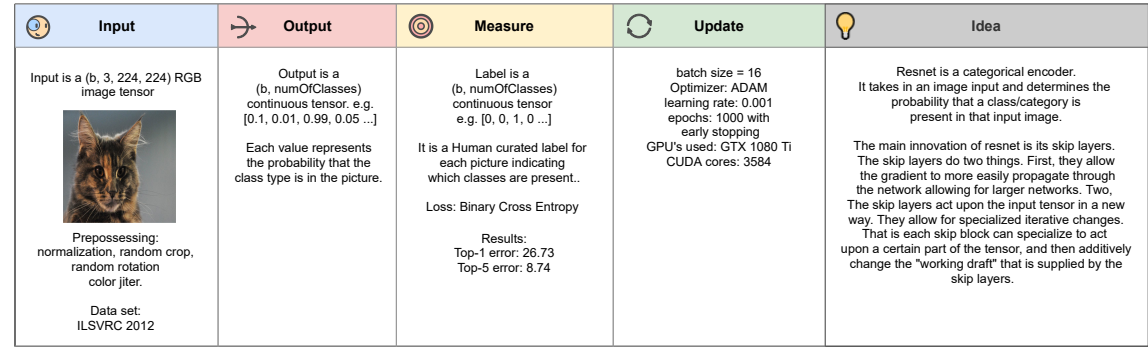 Input
Input is a (b, 3, 224, 224) RGB
image tensor
Prepossessing:
normalization, random crop,
random rotation
color jiter.
Data set:
ILSVRC 2012
Output
Output is a
(b, numOfClasses)
continuous tensor. e.g.
[0.1, 0.01, 0.99, 0.05 ...]
Each value represents
the probability that the
class type is in the picture.
Measure
Label is a
(b, numOfClasses)
continuous tensor
e.g. [0, 0, 1, 0 ...]
It is a Human curated label for
each picture indicating
which classes are present..
Loss: Binary Cross Entropy
Results:
Top-1 error: 26.73
Top-5 error: 8.74
Update
batch size = 16
Optimizer: ADAM
learning rate: 0.001
epochs: 1000 with
early stopping
GPU's used: GTX 1080 Ti
CUDA cores: 3584
Idea
Resnet is a categorical encoder.
It takes in an image input and determines the
probability that a class/category is
present in that input image.
The main innovation of resnet is its skip layers.
The skip layers do two things. First, they allow
the gradient to more easily propagate through
the network allowing for larger networks. Two,
The skip layers act upon the input tensor in a new
way. They allow for specialized iterative changes.
That is each skip block can specialize to act
upon a certain part of the tensor, and then additively
change the "working draft" that is supplied by the
skip layers.